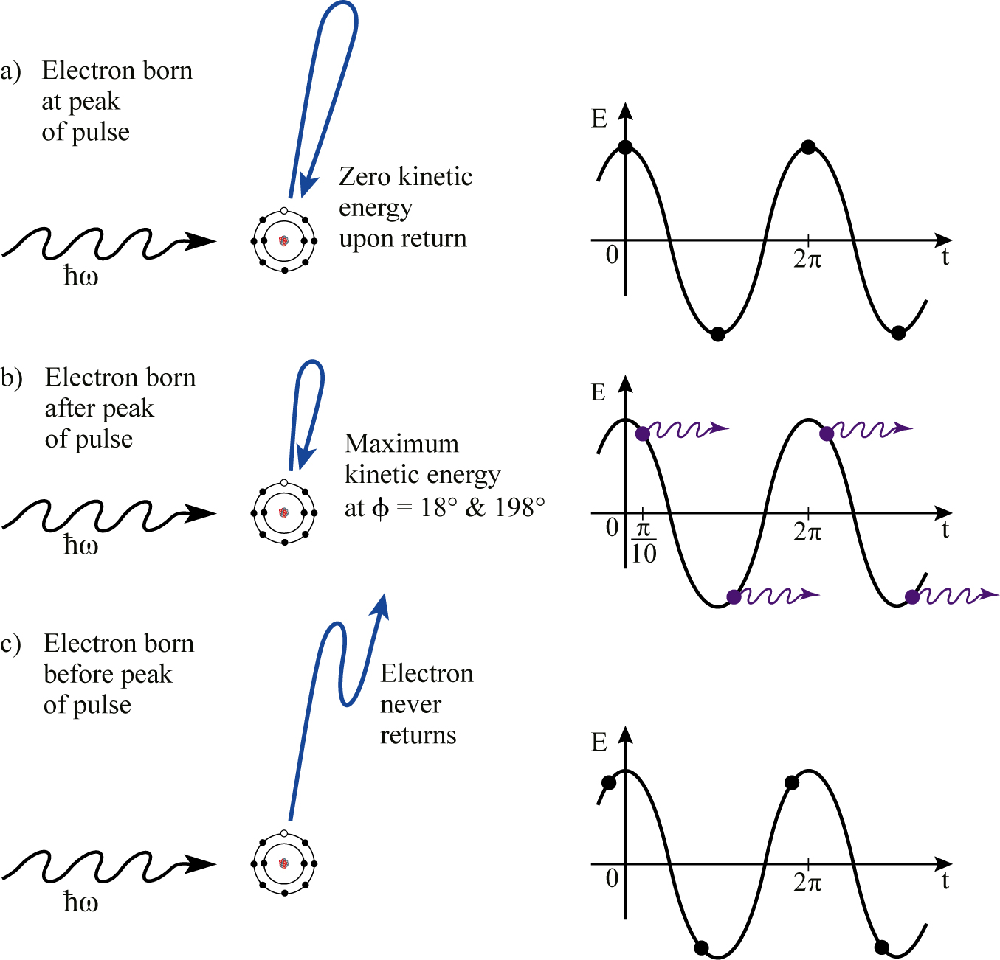 a) Electron born
at peak
of pulse
Zero kinetic
energy
upon return
ħω
E
0
2π
t
b) Electron born
after peak
of pulse
Maximum
kinetic energy
at ϕ = 18° & 198°
ħω
E
0
π
10
2π
t
c) Electron born
before peak
of pulse
Electron
never
returns
ħω
E
0
2π
t